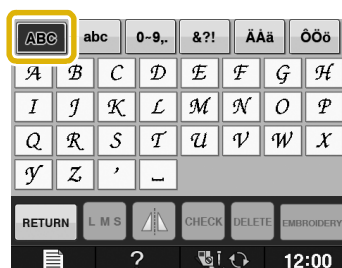 ABC abc 0~9,. &?! ÄÅä ÔÖö
A B C D E F G H
I J K L M N O P
Q R S T U V W X
Y Z ' _
RETURN L M S CHECK DELETE EMBROIDERY
? 12:00